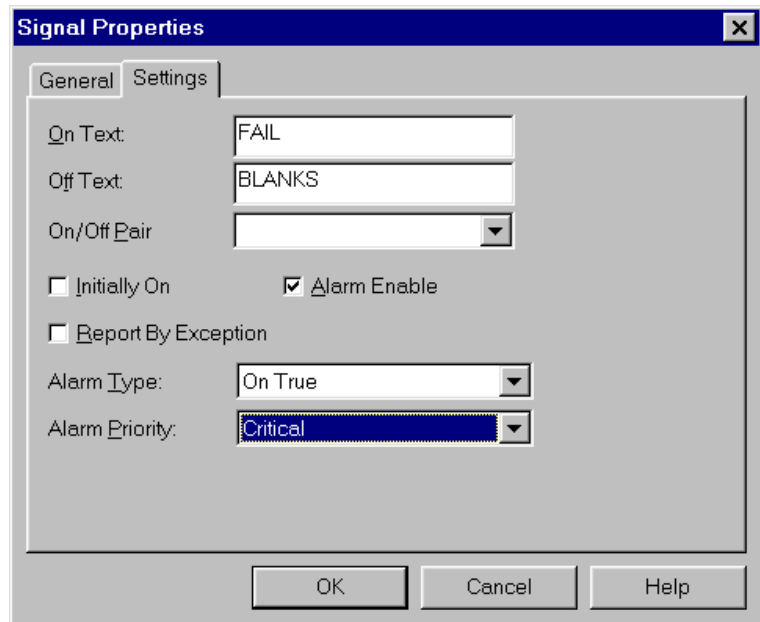 Signal Properties
General Settings
On Text: FAIL
Off Text: BLANKS
On/Off Pair
Initially On Alarm Enable
Report By Exception
Alarm Type: On True
Alarm Priority: Critical
OK Cancel Help